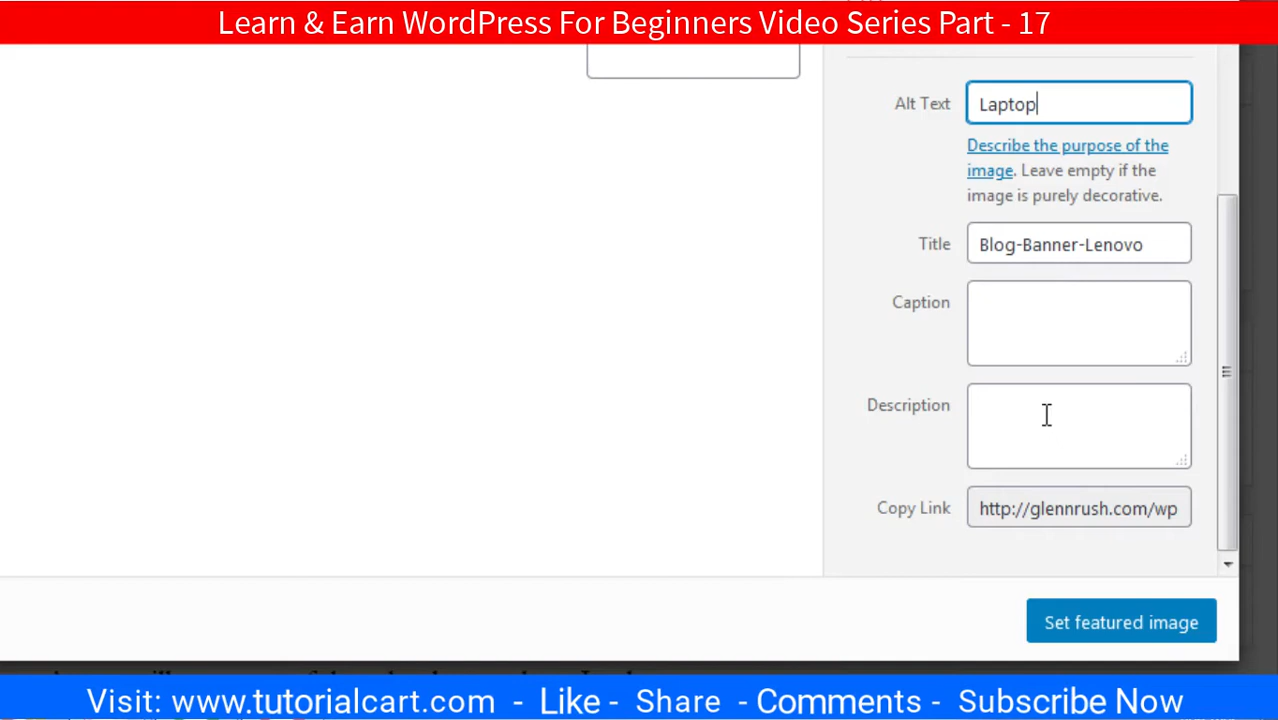 Learn & Earn WordPress For Beginners Video Series Part - 17
Alt Text
Laptop
Describe the purpose of the
image. Leave empty if the
image is purely decorative.
Title
Blog-Banner-Lenovo
Caption
Description
Copy Link
http://glennrush.com/wp
Set featured image
Visit: www.tutorialcart.com - Like - Share - Comments - Subscribe Now